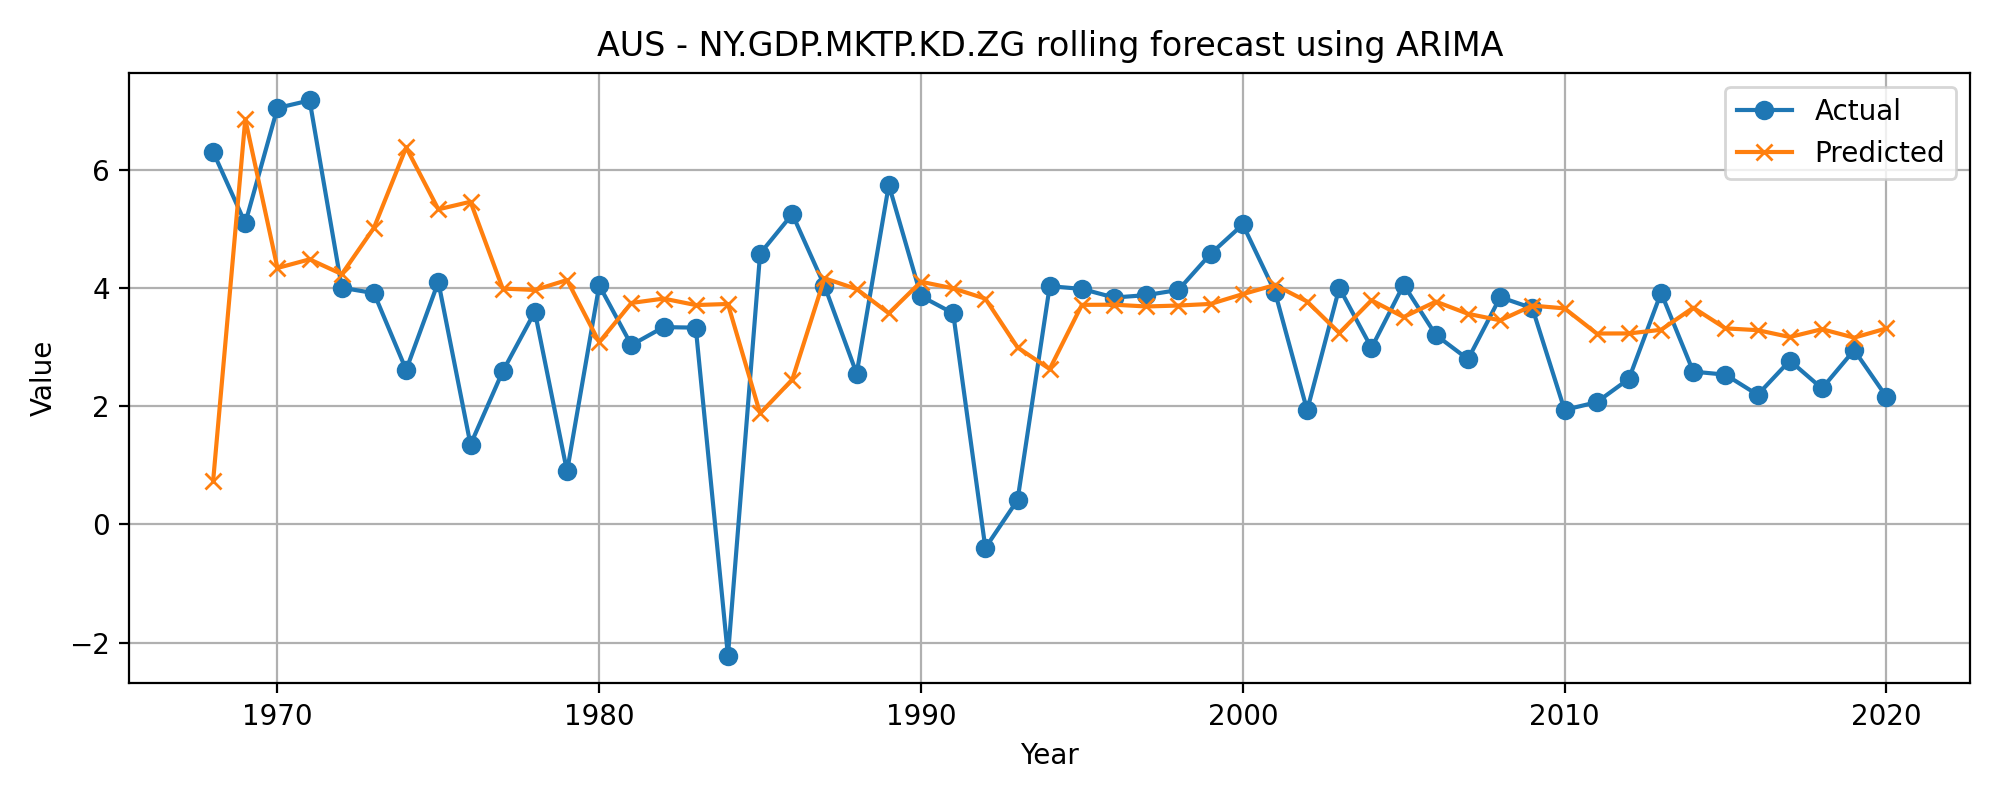 AUS - NY.GDP.MKTP.KD.ZG rolling forecast using ARIMA
Actual
Predicted
Value
6
4
2
0
−2
1970 1980 1990 2000 2010 2020
Year